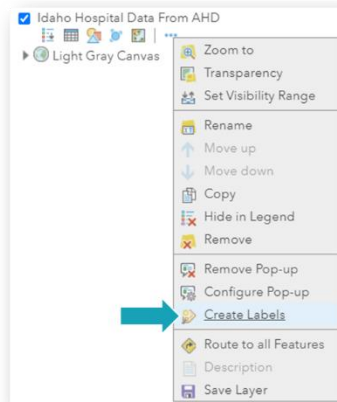 Idaho Hospital Data From AHD
Light Gray Canvas
Zoom to
Transparency
Set Visibility Range
Rename
Move up
Move down
Copy
Hide in Legend
Remove
Remove Pop-up
Configure Pop-up
Create Labels
Route to all Features
Description
Save Layer